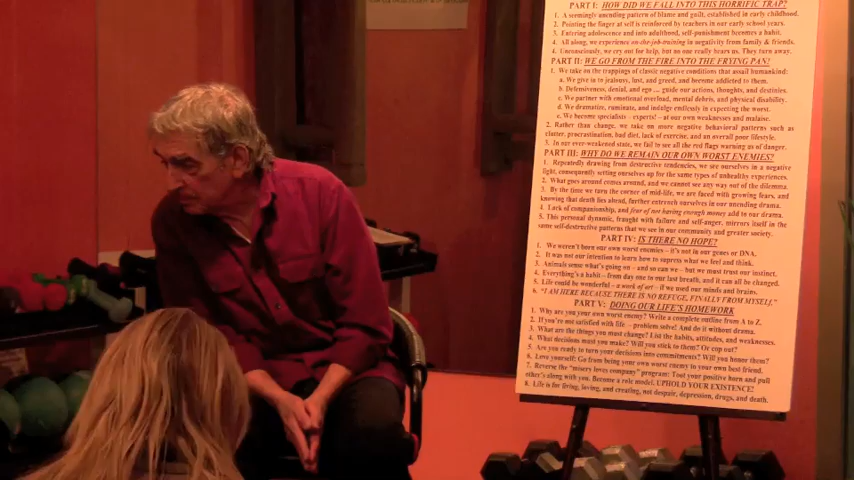 PART I: HOW DID WE FALL INTO THIS HORRIFIC TRAP?
1. A seemingly unending pattern of blame and guilt, established in early childhood.
2. Pointing the finger at self is reinforced by teachers in our early school years.
3. Entering adolescence and into adulthood, self-punishment becomes a habit.
4. All along, we experience on-the-job-training in negativity from family & friends.
5. Unconsciously, we cry out for help, but no one really hears us. They turn away.
PART II: WE GO FROM THE FIRE INTO THE FRYING PAN!
1. We take on the trappings of classic negative conditions that assail humankind:
a. We give in to jealousy, lust, and greed, and become addicted to them.
b. Defensiveness, denial, and ego ... guide our actions, thoughts, and destinies.
c. We partner with emotional overload, mental debris, and physical disability.
d. We dramatize, ruminate, and indulge endlessly in expecting the worst.
e. We become specialists – experts! – at our own weaknesses and malaise.
2. Rather than change, we take on more negative behavioral patterns such as
clutter, procrastination, bad diet, lack of exercise, and an overall poor lifestyle.
3. In our ever-weakened state, we fail to see all the red flags warning us of danger.
PART III: WHY DO WE REMAIN OUR OWN WORST ENEMIES?
1. Repeatedly drawing from destructive tendencies, we see ourselves in a negative
light, consequently setting ourselves up for the same types of unhealthy experiences.
2. What goes around comes around, and we cannot see any way out of the dilemma.
3. By the time we turn the corner of mid-life, we are faced with growing fears, and
knowing that death lies ahead, further entrench ourselves in our unending drama.
4. Lack of companionship, and fear of not having enough money add to our drama.
5. This personal dynamic, fraught with failure and self-anger, mirrors itself in the
same self-destructive patterns that we see in our community and greater society.
PART IV: IS THERE NO HOPE?
1. We weren't born our own worst enemies – it's not in our genes or DNA.
2. It was not our intention to learn how to supress what we feel and think.
3. Animals sense what's going on – and so can we – but we must trust our instinct.
4. Everything's a habit – from day one to our last breath, and it can all be changed.
5. Life could be wonderful – a work of art – if we used our minds and brains.
6. "I AM HERE BECAUSE THERE IS NO REFUGE, FINALLY FROM MYSELF."
PART V: DOING OUR LIFE'S HOMEWORK
1. Why are you your own worst enemy? Write a complete outline from A to Z.
2. If you're not satisfied with life – problem solve! And do it without drama.
3. What are the things you must change? List the habits, attitudes, and weaknesses.
4. What decisions must you make? Will you stick to them? Or cop out?
5. Are you ready to turn your decisions into commitments? Will you honor them?
6. Love yourself: Go from being your own worst enemy to your own best friend.
7. Reverse the "misery loves company" program: Toot your positive horn and pull
other's along with you. Become a role model. UPHOLD YOUR EXISTENCE!
8. Life is for living, loving, and creating, not despair, depression, drugs, and death.